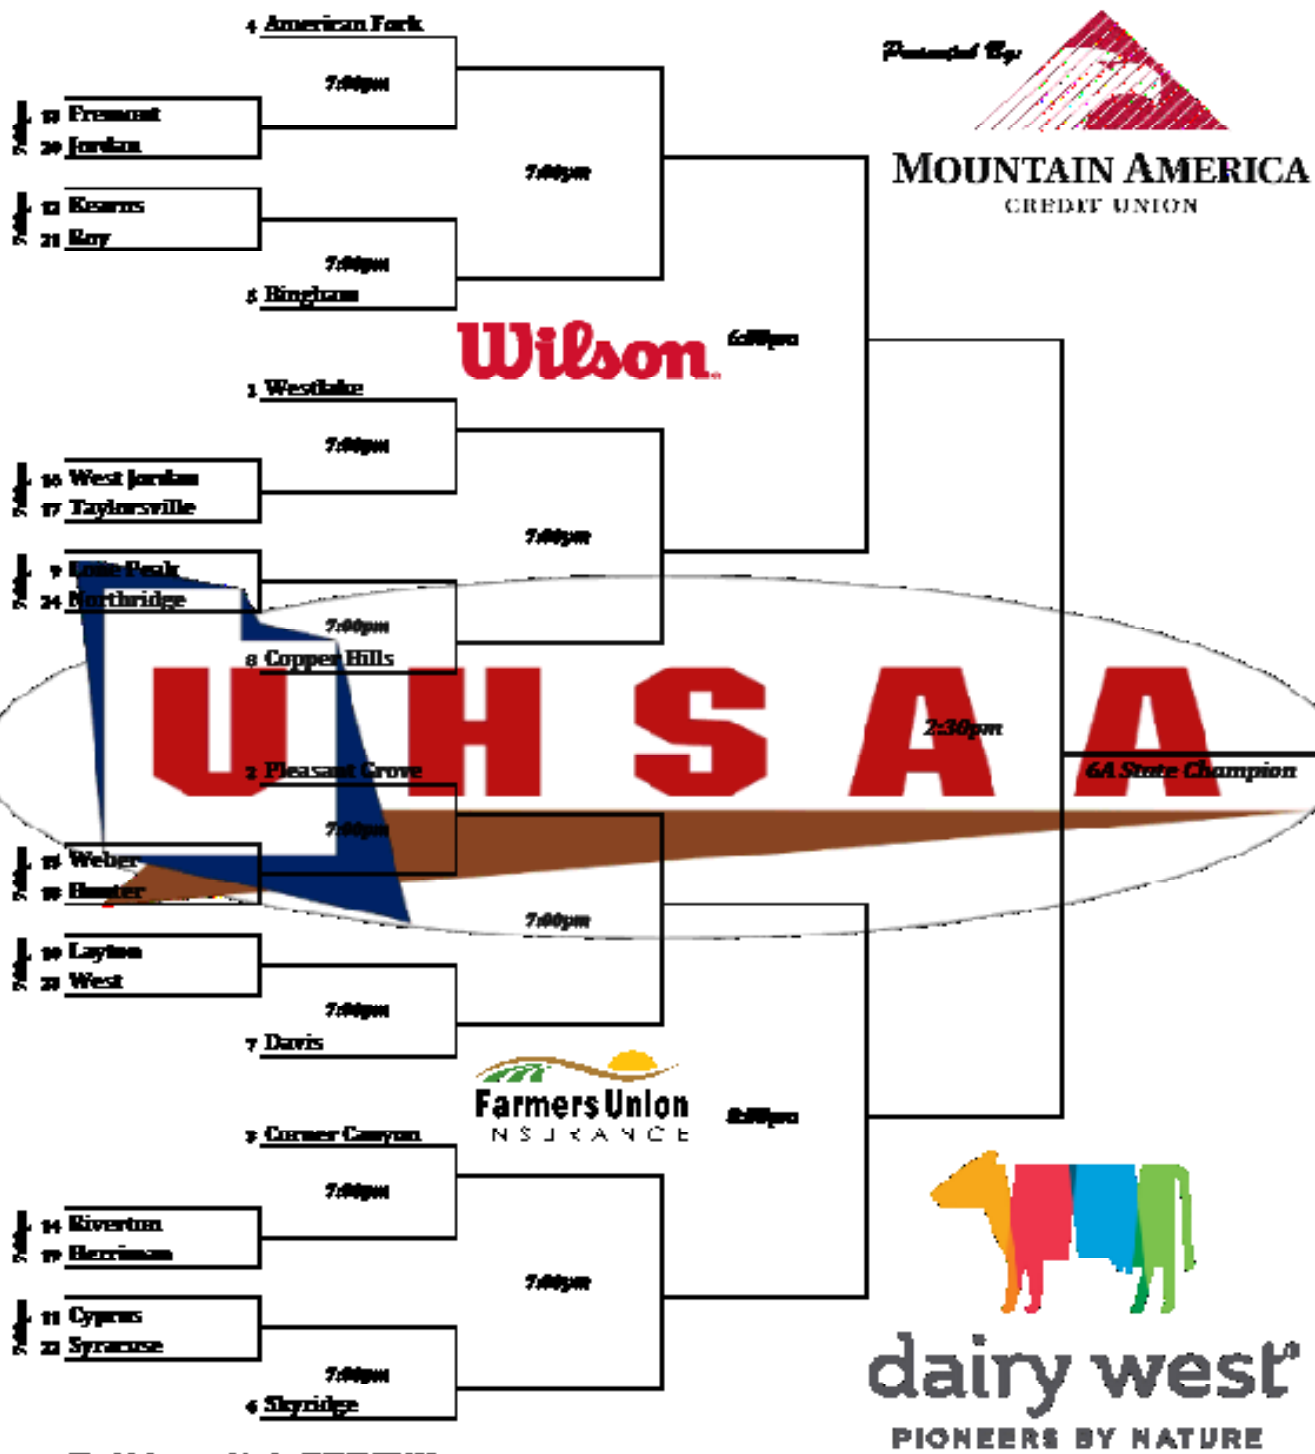 4 American Fork
Presented By:
7:00pm
13 Fremont
20 Jordan
MOUNTAIN AMERICA
CREDIT UNION
7:00pm
12 Kearns
21 Roy
7:00pm
5 Bingham
Wilson
6:00pm
1 Westlake
7:00pm
16 West Jordan
17 Taylorsville
7:00pm
9 Lone Peak
24 Northridge
7:00pm
8 Copper Hills
UHSAA
2:30pm
2 Pleasant Grove
6A State Champion
7:00pm
15 Weber
18 Hunter
7:00pm
10 Layton
23 West
7:00pm
7 Davis
Farmers Union
INSURANCE
3 Corner Canyon
7:00pm
14 Riverton
19 Herriman
7:00pm
11 Cyprus
22 Syracuse
7:00pm
6 Skyridge
dairy west®
PIONEERS BY NATURE